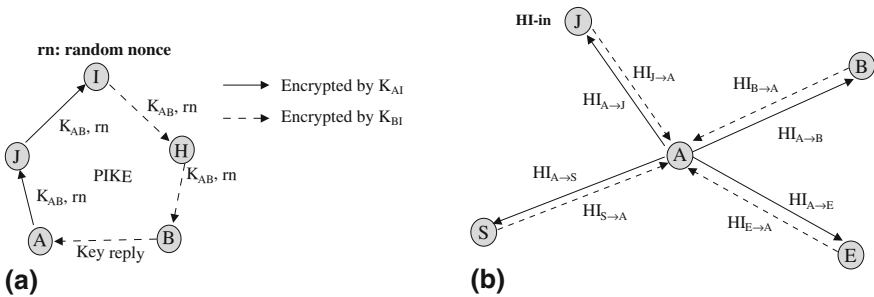 rn: random nonce
I
K_AB, rn
K_AB, rn
J
H
PIKE
K_AB, rn
K_AB, rn
A
B
Key reply
(a)
Encrypted by K_AI
Encrypted by K_BI
HI-in
J
HI_J→A
HI_A→J
B
HI_B→A
HI_A→B
A
HI_A→S
HI_S→A
S
HI_A→E
HI_E→A
E
(b)